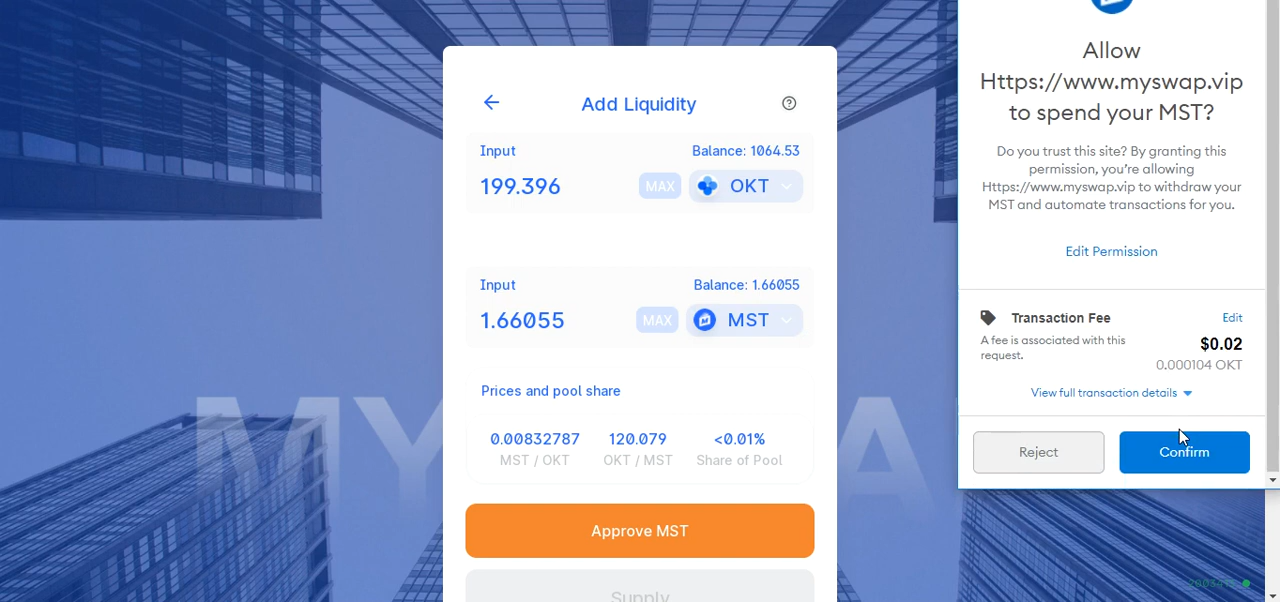 Add Liquidity
Input
Balance: 1064.53
199.396
MAX
OKT
Input
Balance: 1.66055
1.66055
MAX
MST
Prices and pool share
0.00832787
120.079
<0.01%
MST / OKT
OKT / MST
Share of Pool
Approve MST
Supply
Allow
Https://www.myswap.vip
to spend your MST?
Do you trust this site? By granting this
permission, you're allowing
Https://www.myswap.vip to withdraw your
MST and automate transactions for you.
Edit Permission
Transaction Fee
Edit
A fee is associated with this
request.
$0.02
0.000104 OKT
View full transaction details
Reject
Confirm